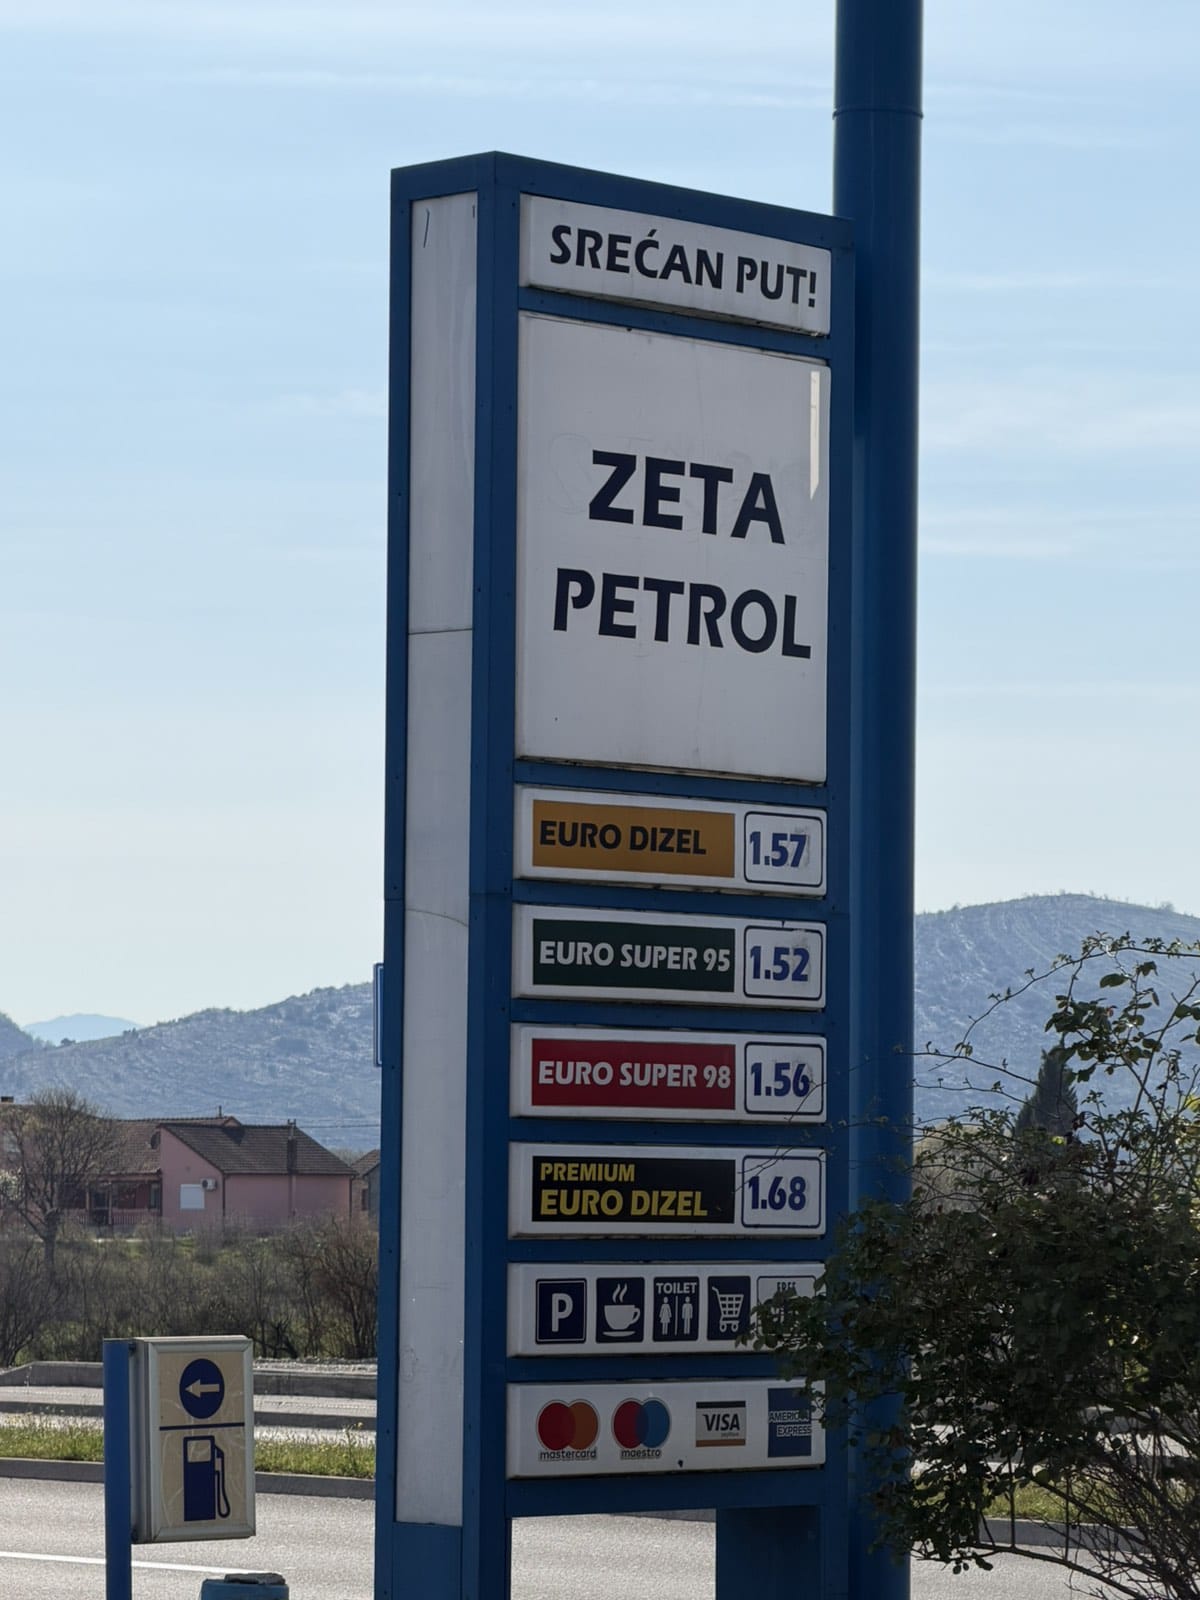 SREĆAN PUT!
ZETA
PETROL
EURO DIZEL 1.57
EURO SUPER 95 1.52
EURO SUPER 98 1.56
PREMIUM
EURO DIZEL 1.68
P TOILET FREE
mastercard maestro VISA AMERICAN
EXPRESS